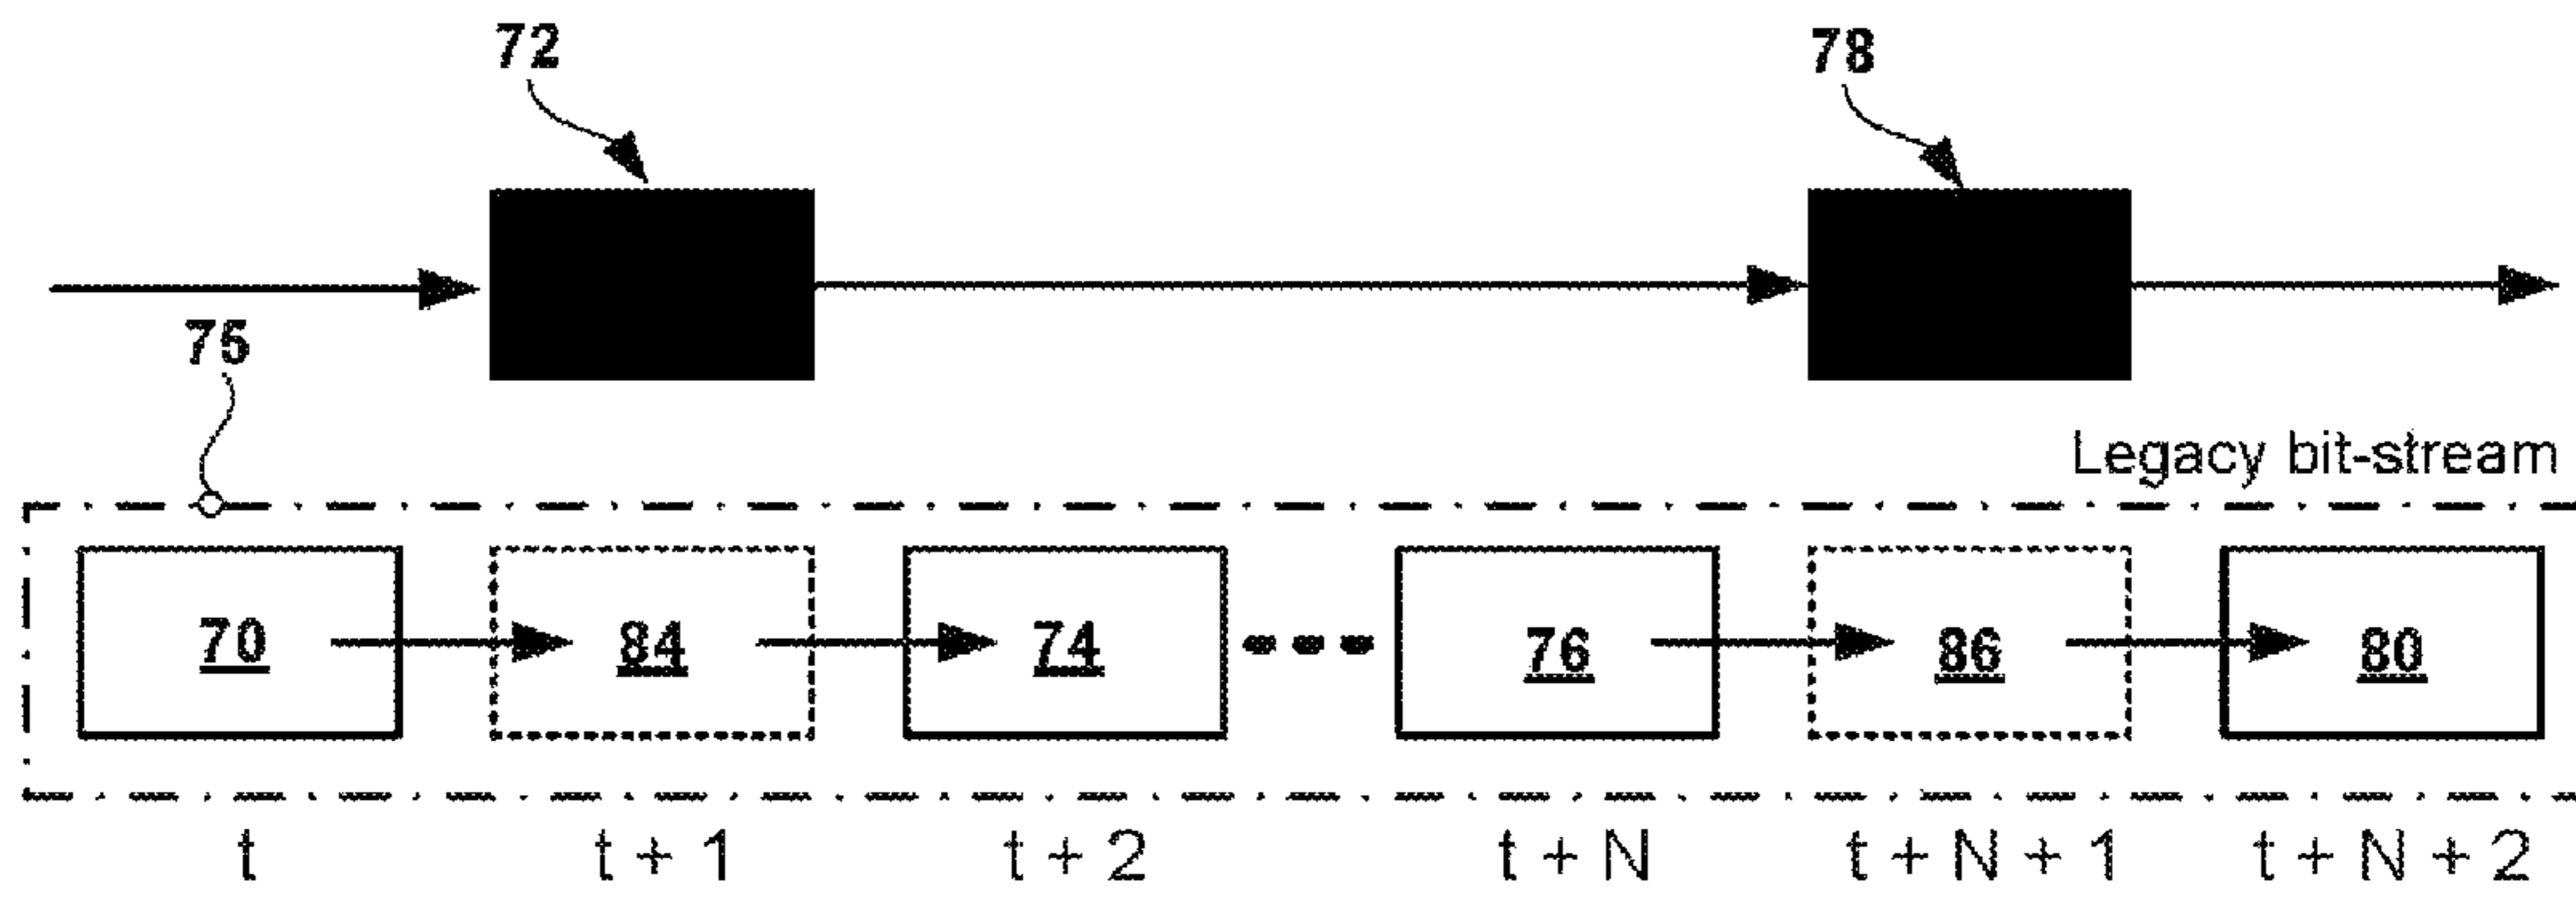 72
78
75
Legacy bit-stream
70 84 74 76 86 80
t t + 1 t + 2 t + N t + N + 1 t + N + 2